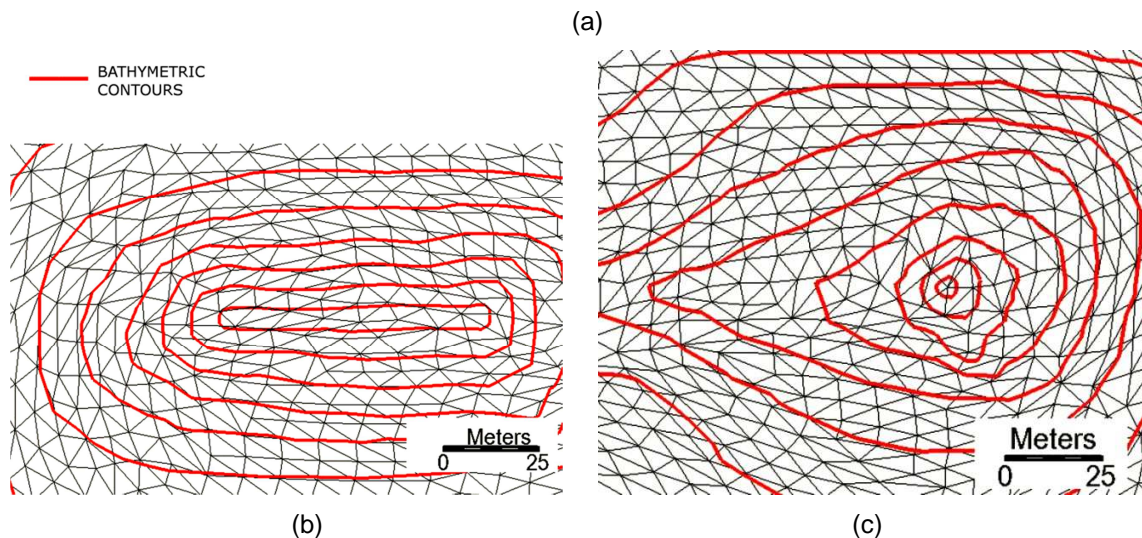 (a)
BATHYMETRIC
CONTOURS
Meters
0 25
Meters
0 25
(b)
(c)